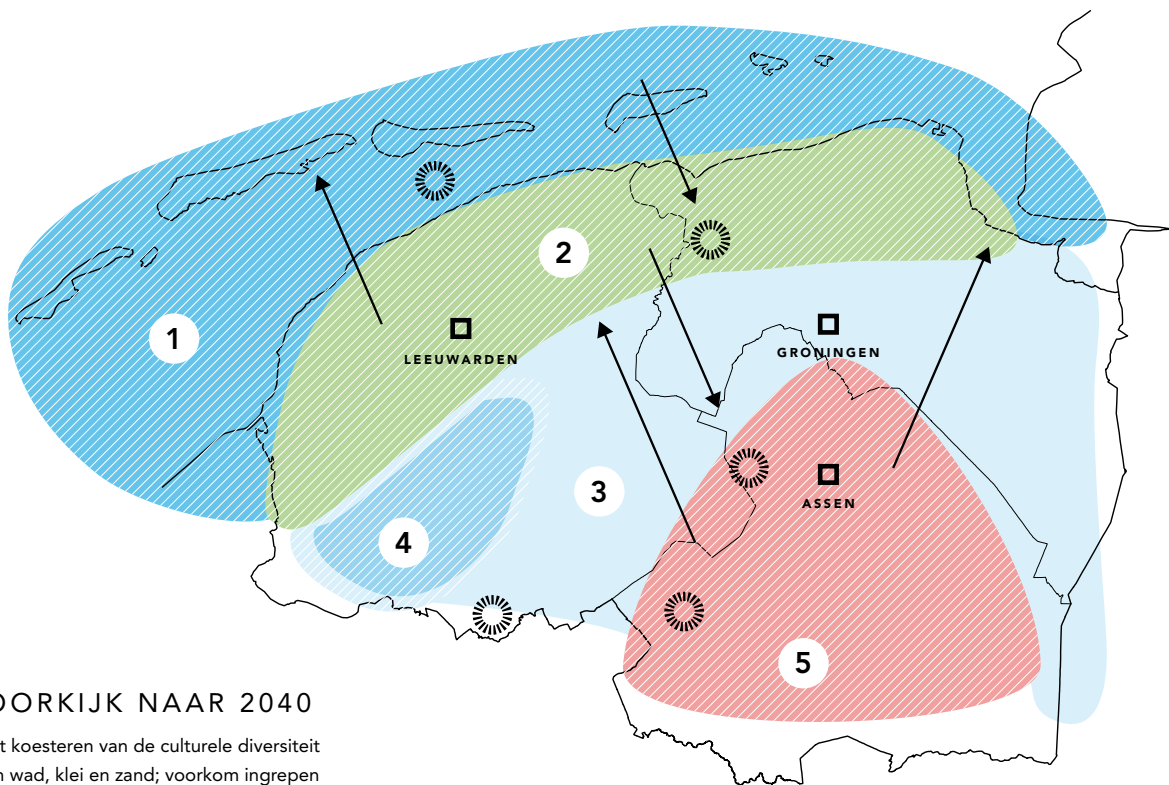 1
2
LEEUWARDEN
GRONINGEN
3
ASSEN
4
5
OORKIJK NAAR 2040
t koesteren van de culturele diversiteit
n wad, klei en zand; voorkom ingrepen